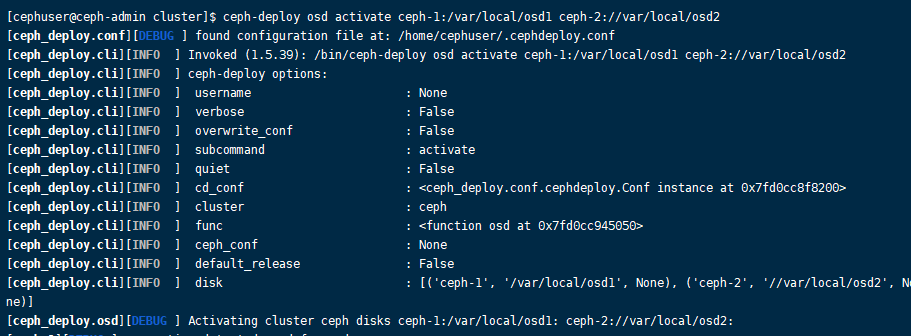 [cephuser@ceph-admin cluster]$ ceph-deploy osd activate ceph-1:/var/local/osd1 ceph-2://var/local/osd2
[ceph_deploy.conf][DEBUG ] found configuration file at: /home/cephuser/.cephdeploy.conf
[ceph_deploy.cli][INFO  ] Invoked (1.5.39): /bin/ceph-deploy osd activate ceph-1:/var/local/osd1 ceph-2://var/local/osd2
[ceph_deploy.cli][INFO  ] ceph-deploy options:
[ceph_deploy.cli][INFO  ]  username                      : None
[ceph_deploy.cli][INFO  ]  verbose                       : False
[ceph_deploy.cli][INFO  ]  overwrite_conf                : False
[ceph_deploy.cli][INFO  ]  subcommand                    : activate
[ceph_deploy.cli][INFO  ]  quiet                         : False
[ceph_deploy.cli][INFO  ]  cd_conf                       : <ceph_deploy.conf.cephdeploy.Conf instance at 0x7fd0cc8f8200>
[ceph_deploy.cli][INFO  ]  cluster                       : ceph
[ceph_deploy.cli][INFO  ]  func                          : <function osd at 0x7fd0cc945050>
[ceph_deploy.cli][INFO  ]  ceph_conf                     : None
[ceph_deploy.cli][INFO  ]  default_release               : False
[ceph_deploy.cli][INFO  ]  disk                          : [('ceph-1', '/var/local/osd1', None), ('ceph-2', '//var/local/osd2', No
ne)]
[ceph_deploy.osd][DEBUG ] Activating cluster ceph disks ceph-1:/var/local/osd1: ceph-2://var/local/osd2: